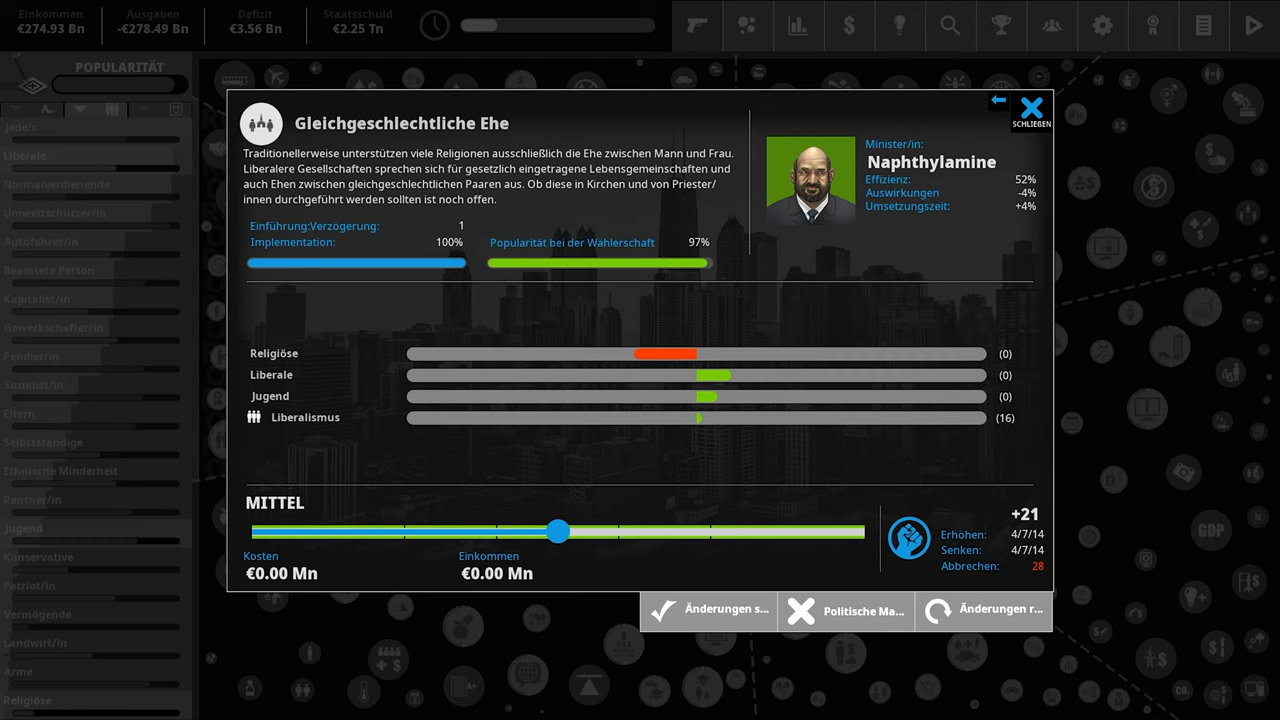 Einkommen
€274.93 Bn
Ausgaben
-€278.49 Bn
Defizit
€3.56 Bn
Staatsschuld
€2.25 Tn
POPULARITÄT
Jede/r
Liberale
Normalverdienende
Umweltschützer/in
Autofahrer/in
Beamtete Person
Kapitalist/in
Gewerkschafter/in
Pendler/in
Sozialist/in
Eltern
Selbstständige
Ethnische Minderheit
Rentner/in
Jugend
Konservative
Patriot/in
Vermögende
Landwirt/in
Arme
Religiöse
Gleichgeschlechtliche Ehe
Traditionellerweise unterstützen viele Religionen ausschließlich die Ehe zwischen Mann und Frau.
Liberalere Gesellschaften sprechen sich für gesetzlich eingetragene Lebensgemeinschaften und
auch Ehen zwischen gleichgeschlechtlichen Paaren aus. Ob diese in Kirchen und von Priester/
innen durchgeführt werden sollten ist noch offen.
Einführung:Verzögerung: 1
Implementation: 100%
Popularität bei der Wählerschaft 97%
SCHLIEßEN
Minister/in:
Naphthylamine
Effizienz: 52%
Auswirkungen -4%
Umsetzungszeit: +4%
Religiöse (0)
Liberale (0)
Jugend (0)
Liberalismus (16)
MITTEL
Kosten
€0.00 Mn
Einkommen
€0.00 Mn
+21
Erhöhen: 4/7/14
Senken: 4/7/14
Abbrechen: 28
Änderungen s...
Politische Ma...
Änderungen r...
GDP